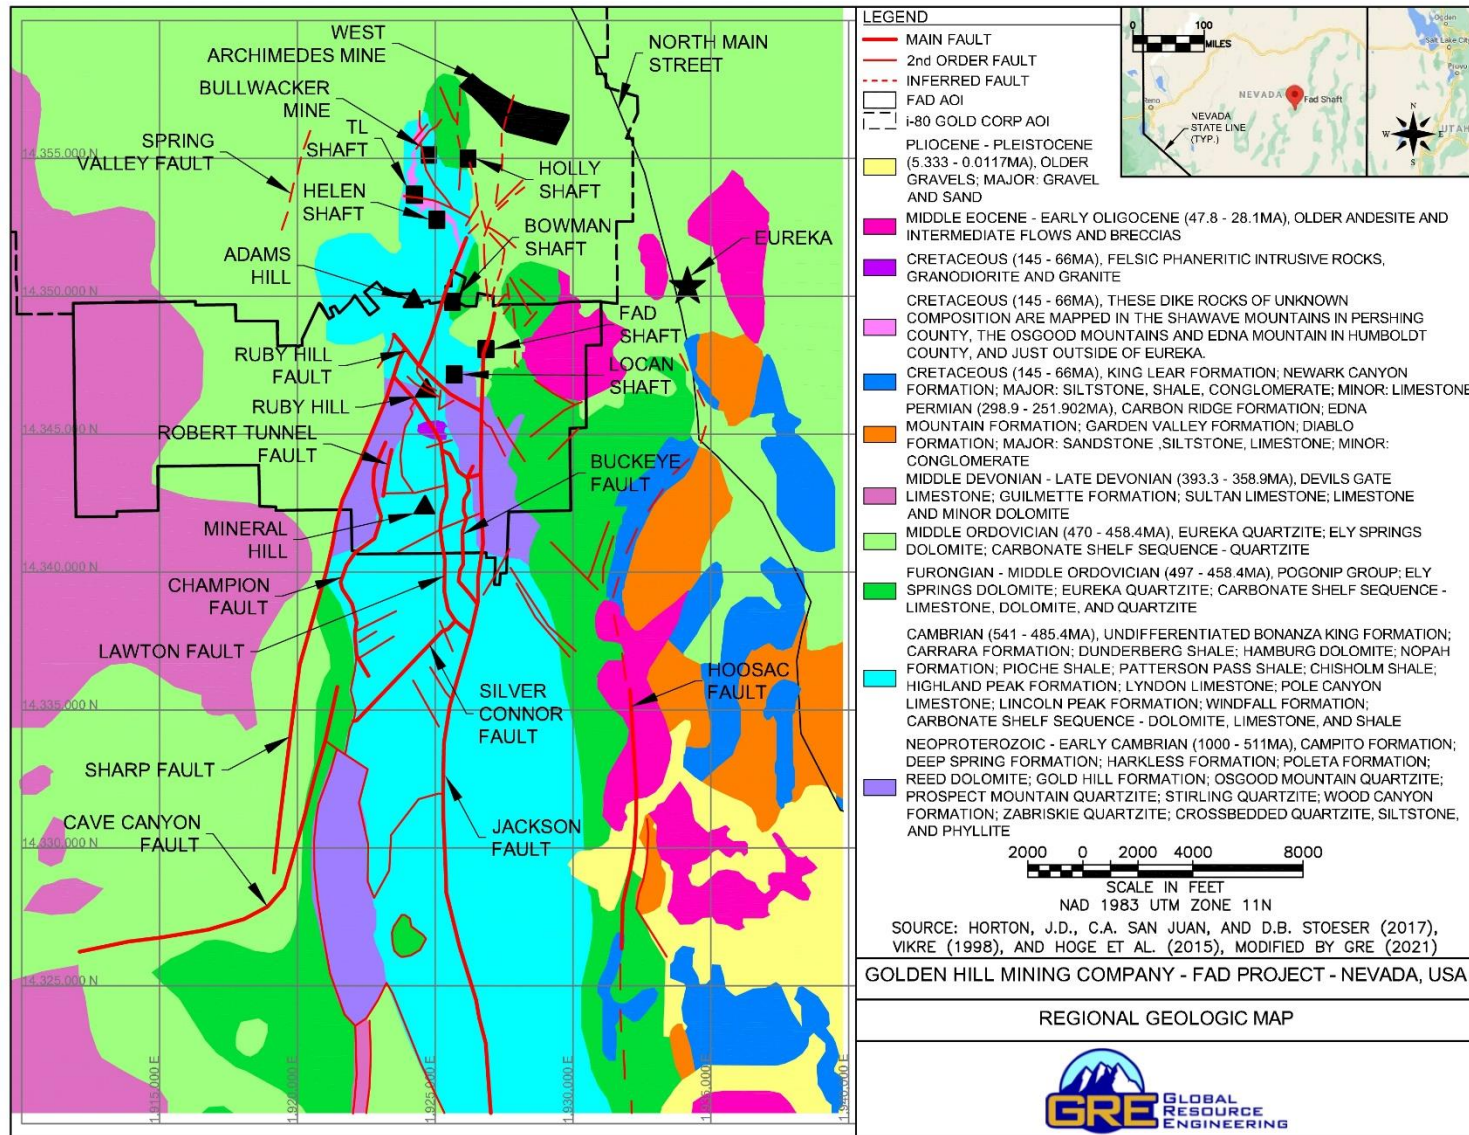 WEST
ARCHIMEDES MINE
NORTH MAIN
STREET
BULLWACKER
MINE
TL
SHAFT
SPRING
VALLEY FAULT
14,355,000 N
HELEN
SHAFT
HOLLY
SHAFT
BOWMAN
SHAFT
EUREKA
ADAMS
HILL
14,350,000 N
FAD
SHAFT
RUBY HILL
FAULT
LOCAN
SHAFT
RUBY HILL
14,345,000 N
ROBERT TUNNEL
FAULT
BUCKEYE
FAULT
MINERAL
HILL
14,340,000 N
CHAMPION
FAULT
LAWTON FAULT
HOOSAC
FAULT
SILVER
CONNOR
FAULT
14,335,000 N
SHARP FAULT
CAVE CANYON
FAULT
JACKSON
FAULT
14,330,000 N
14,325,000 N
1,915,000 E
1,920,000 E
1,925,000 E
1,930,000 E
1,935,000 E
1,940,000 E
LEGEND
MAIN FAULT
2nd ORDER FAULT
INFERRED FAULT
FAD AOI
i-80 GOLD CORP AOI
PLIOCENE - PLEISTOCENE
(5.333 - 0.0117MA), OLDER
GRAVELS; MAJOR: GRAVEL
AND SAND
MIDDLE EOCENE - EARLY OLIGOCENE (47.8 - 28.1MA), OLDER ANDESITE AND
INTERMEDIATE FLOWS AND BRECCIAS
CRETACEOUS (145 - 66MA), FELSIC PHANERITIC INTRUSIVE ROCKS,
GRANODIORITE AND GRANITE
CRETACEOUS (145 - 66MA), THESE DIKE ROCKS OF UNKNOWN
COMPOSITION ARE MAPPED IN THE SHAWAVE MOUNTAINS IN PERSHING
COUNTY, THE OSGOOD MOUNTAINS AND EDNA MOUNTAIN IN HUMBOLDT
COUNTY, AND JUST OUTSIDE OF EUREKA.
CRETACEOUS (145 - 66MA), KING LEAR FORMATION; NEWARK CANYON
FORMATION; MAJOR: SILTSTONE, SHALE, CONGLOMERATE; MINOR: LIMESTONE
PERMIAN (298.9 - 251.902MA), CARBON RIDGE FORMATION; EDNA
MOUNTAIN FORMATION; GARDEN VALLEY FORMATION; DIABLO
FORMATION; MAJOR: SANDSTONE ,SILTSTONE, LIMESTONE; MINOR:
CONGLOMERATE
MIDDLE DEVONIAN - LATE DEVONIAN (393.3 - 358.9MA), DEVILS GATE
LIMESTONE; GUILMETTE FORMATION; SULTAN LIMESTONE; LIMESTONE
AND MINOR DOLOMITE
MIDDLE ORDOVICIAN (470 - 458.4MA), EUREKA QUARTZITE; ELY SPRINGS
DOLOMITE; CARBONATE SHELF SEQUENCE - QUARTZITE
FURONGIAN - MIDDLE ORDOVICIAN (497 - 458.4MA), POGONIP GROUP; ELY
SPRINGS DOLOMITE; EUREKA QUARTZITE; CARBONATE SHELF SEQUENCE -
LIMESTONE, DOLOMITE, AND QUARTZITE
CAMBRIAN (541 - 485.4MA), UNDIFFERENTIATED BONANZA KING FORMATION;
CARRARA FORMATION; DUNDERBERG SHALE; HAMBURG DOLOMITE; NOPAH
FORMATION; PIOCHE SHALE; PATTERSON PASS SHALE; CHISHOLM SHALE;
HIGHLAND PEAK FORMATION; LYNDON LIMESTONE; POLE CANYON
LIMESTONE; LINCOLN PEAK FORMATION; WINDFALL FORMATION;
CARBONATE SHELF SEQUENCE - DOLOMITE, LIMESTONE, AND SHALE
NEOPROTEROZOIC - EARLY CAMBRIAN (1000 - 511MA), CAMPITO FORMATION;
DEEP SPRING FORMATION; HARKLESS FORMATION; POLETA FORMATION;
REED DOLOMITE; GOLD HILL FORMATION; OSGOOD MOUNTAIN QUARTZITE;
PROSPECT MOUNTAIN QUARTZITE; STIRLING QUARTZITE; WOOD CANYON
FORMATION; ZABRISKIE QUARTZITE; CROSSBEDDED QUARTZITE, SILTSTONE,
AND PHYLLITE
0 100
MILES
Ogden
Salt Lake City
Provo
Reno
NEVADA
Fad Shaft
UTAH
NEVADA
STATE LINE
(TYP.)
N
W E
S
2000 0 2000 4000 8000
SCALE IN FEET
NAD 1983 UTM ZONE 11N
SOURCE: HORTON, J.D., C.A. SAN JUAN, AND D.B. STOESER (2017),
VIKRE (1998), AND HOGE ET AL. (2015), MODIFIED BY GRE (2021)
GOLDEN HILL MINING COMPANY - FAD PROJECT - NEVADA, USA
REGIONAL GEOLOGIC MAP
GRE GLOBAL
RESOURCE
ENGINEERING